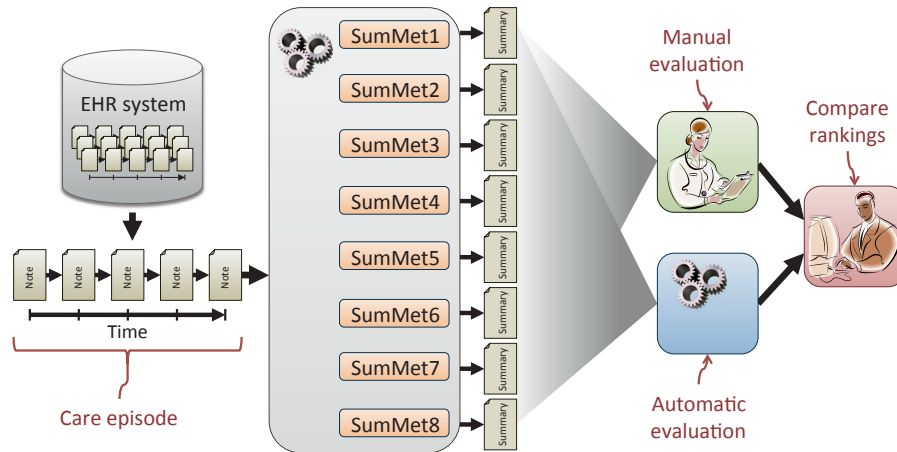 EHR system
Note
Note
Note
Note
Note
Time
Care episode
SumMet1
SumMet2
SumMet3
SumMet4
SumMet5
SumMet6
SumMet7
SumMet8
Summary
Summary
Summary
Summary
Summary
Summary
Summary
Summary
Manual
evaluation
Compare
rankings
Automatic
evaluation